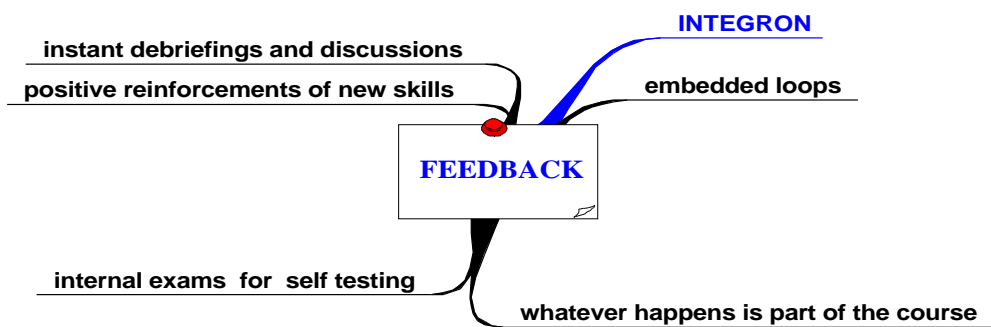 INTEGRON
instant debriefings and discussions
embedded loops
positive reinforcements of new skills
FEEDBACK
internal exams for self testing
whatever happens is part of the course